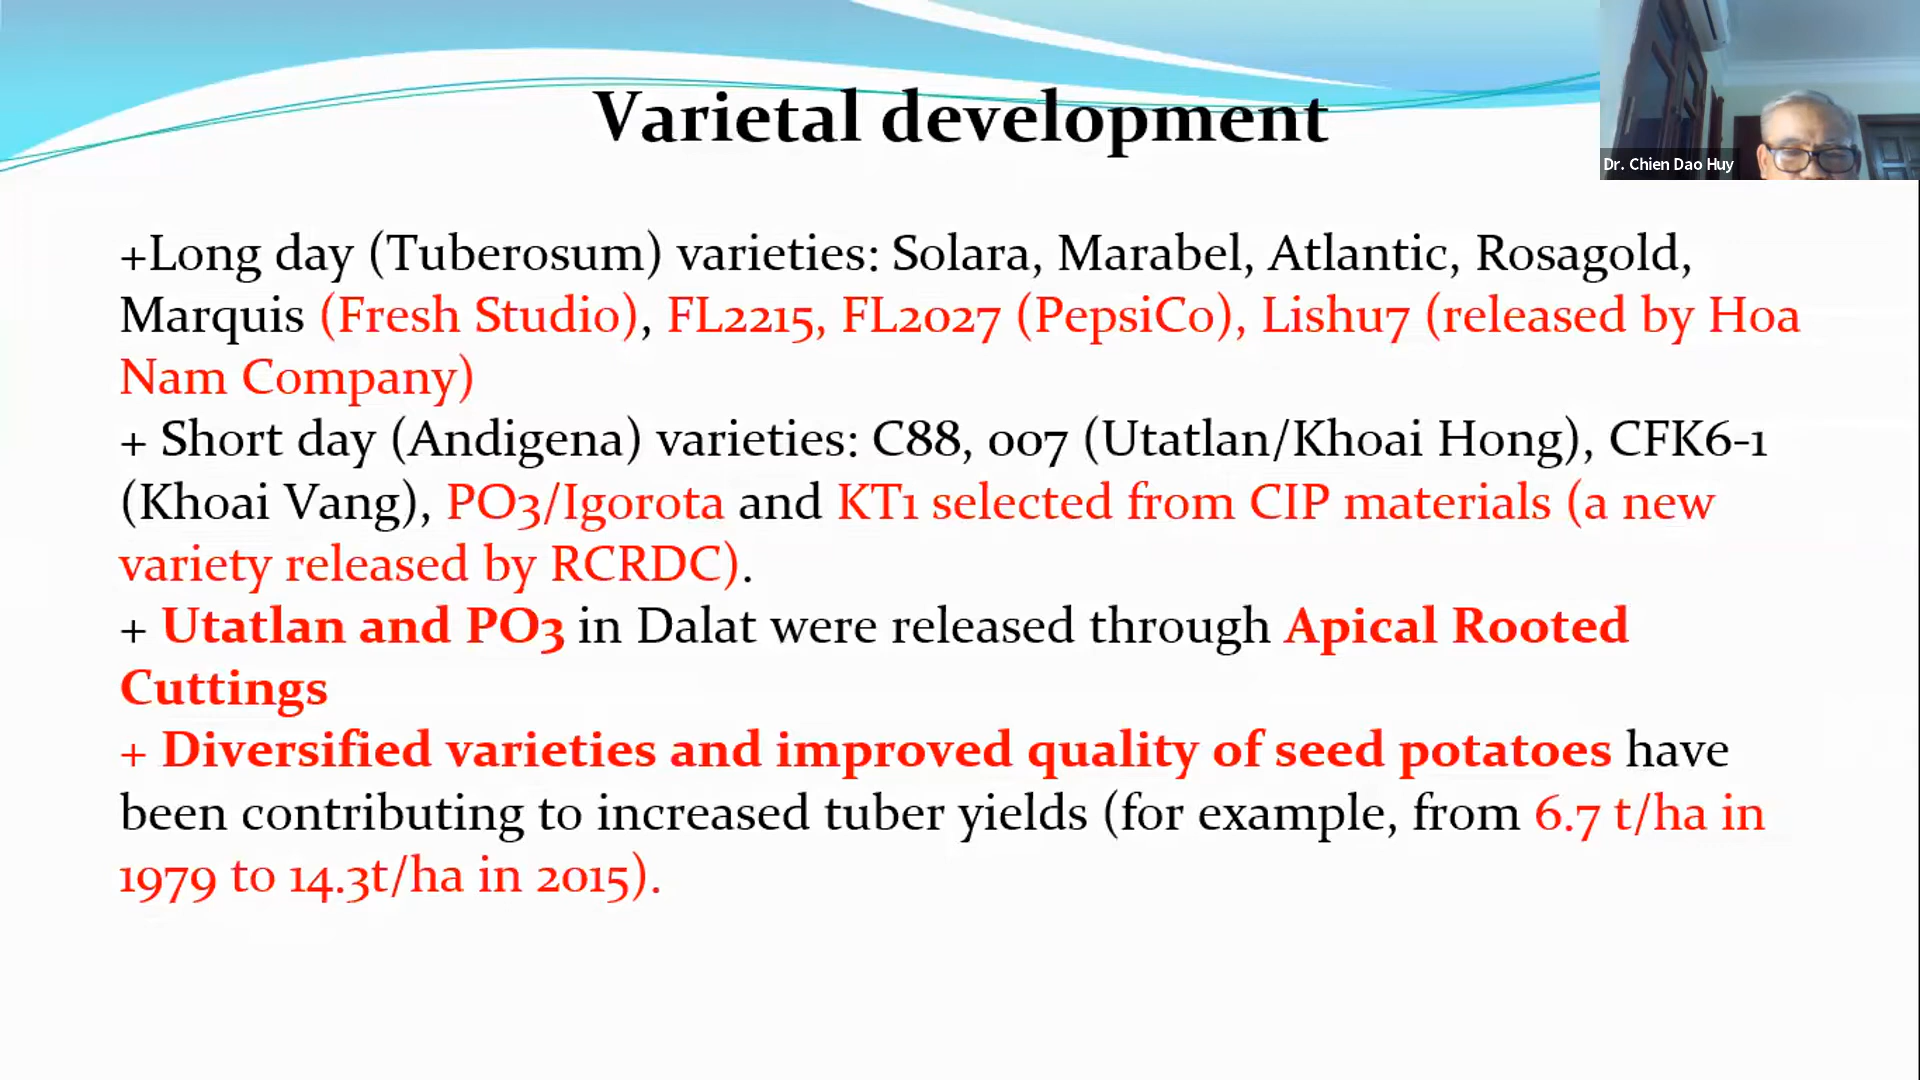 Varietal development
Dr. Chien Dao Huy
+Long day (Tuberosum) varieties: Solara, Marabel, Atlantic, Rosagold,
Marquis (Fresh Studio), FL2215, FL2027 (PepsiCo), Lishu7 (released by Hoa
Nam Company)
+ Short day (Andigena) varieties: C88, 007 (Utatlan/Khoai Hong), CFK6-1
(Khoai Vang), PO3/Igorota and KT1 selected from CIP materials (a new
variety released by RCRDC).
+ Utatlan and PO3 in Dalat were released through Apical Rooted
Cuttings
+ Diversified varieties and improved quality of seed potatoes have
been contributing to increased tuber yields (for example, from 6.7 t/ha in
1979 to 14.3t/ha in 2015).